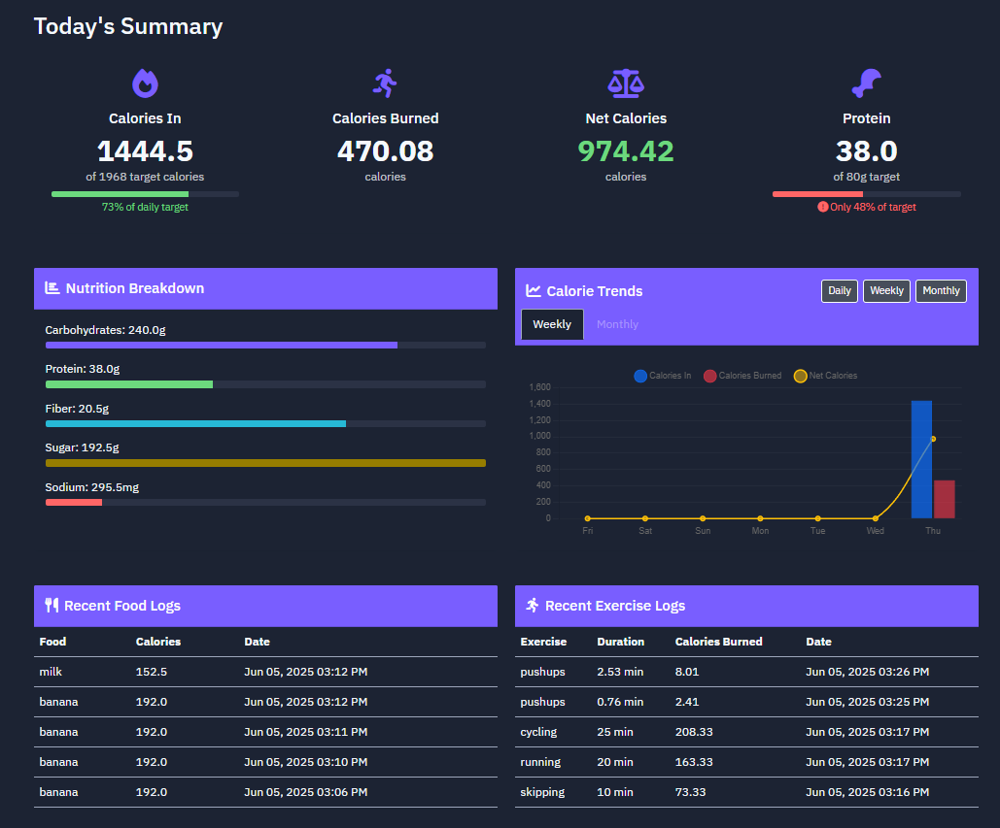 Today's Summary
Calories In
1444.5
of 1968 target calories
73% of daily target
Calories Burned
470.08
calories
Net Calories
974.42
calories
Protein
38.0
of 80g target
Only 48% of target
Nutrition Breakdown
Carbohydrates: 240.0g
Protein: 38.0g
Fiber: 20.5g
Sugar: 192.5g
Sodium: 295.5mg
Calorie Trends
Daily Weekly Monthly
Weekly Monthly
Calories In Calories Burned Net Calories
1,600
1,400
1,200
1,000
800
600
400
200
0
Fri Sat Sun Mon Tue Wed Thu
Recent Food Logs
Food Calories Date
milk 152.5 Jun 05, 2025 03:12 PM
banana 192.0 Jun 05, 2025 03:12 PM
banana 192.0 Jun 05, 2025 03:11 PM
banana 192.0 Jun 05, 2025 03:10 PM
banana 192.0 Jun 05, 2025 03:06 PM
Recent Exercise Logs
Exercise Duration Calories Burned Date
pushups 2.53 min 8.01 Jun 05, 2025 03:26 PM
pushups 0.76 min 2.41 Jun 05, 2025 03:25 PM
cycling 25 min 208.33 Jun 05, 2025 03:17 PM
running 20 min 163.33 Jun 05, 2025 03:17 PM
skipping 10 min 73.33 Jun 05, 2025 03:16 PM